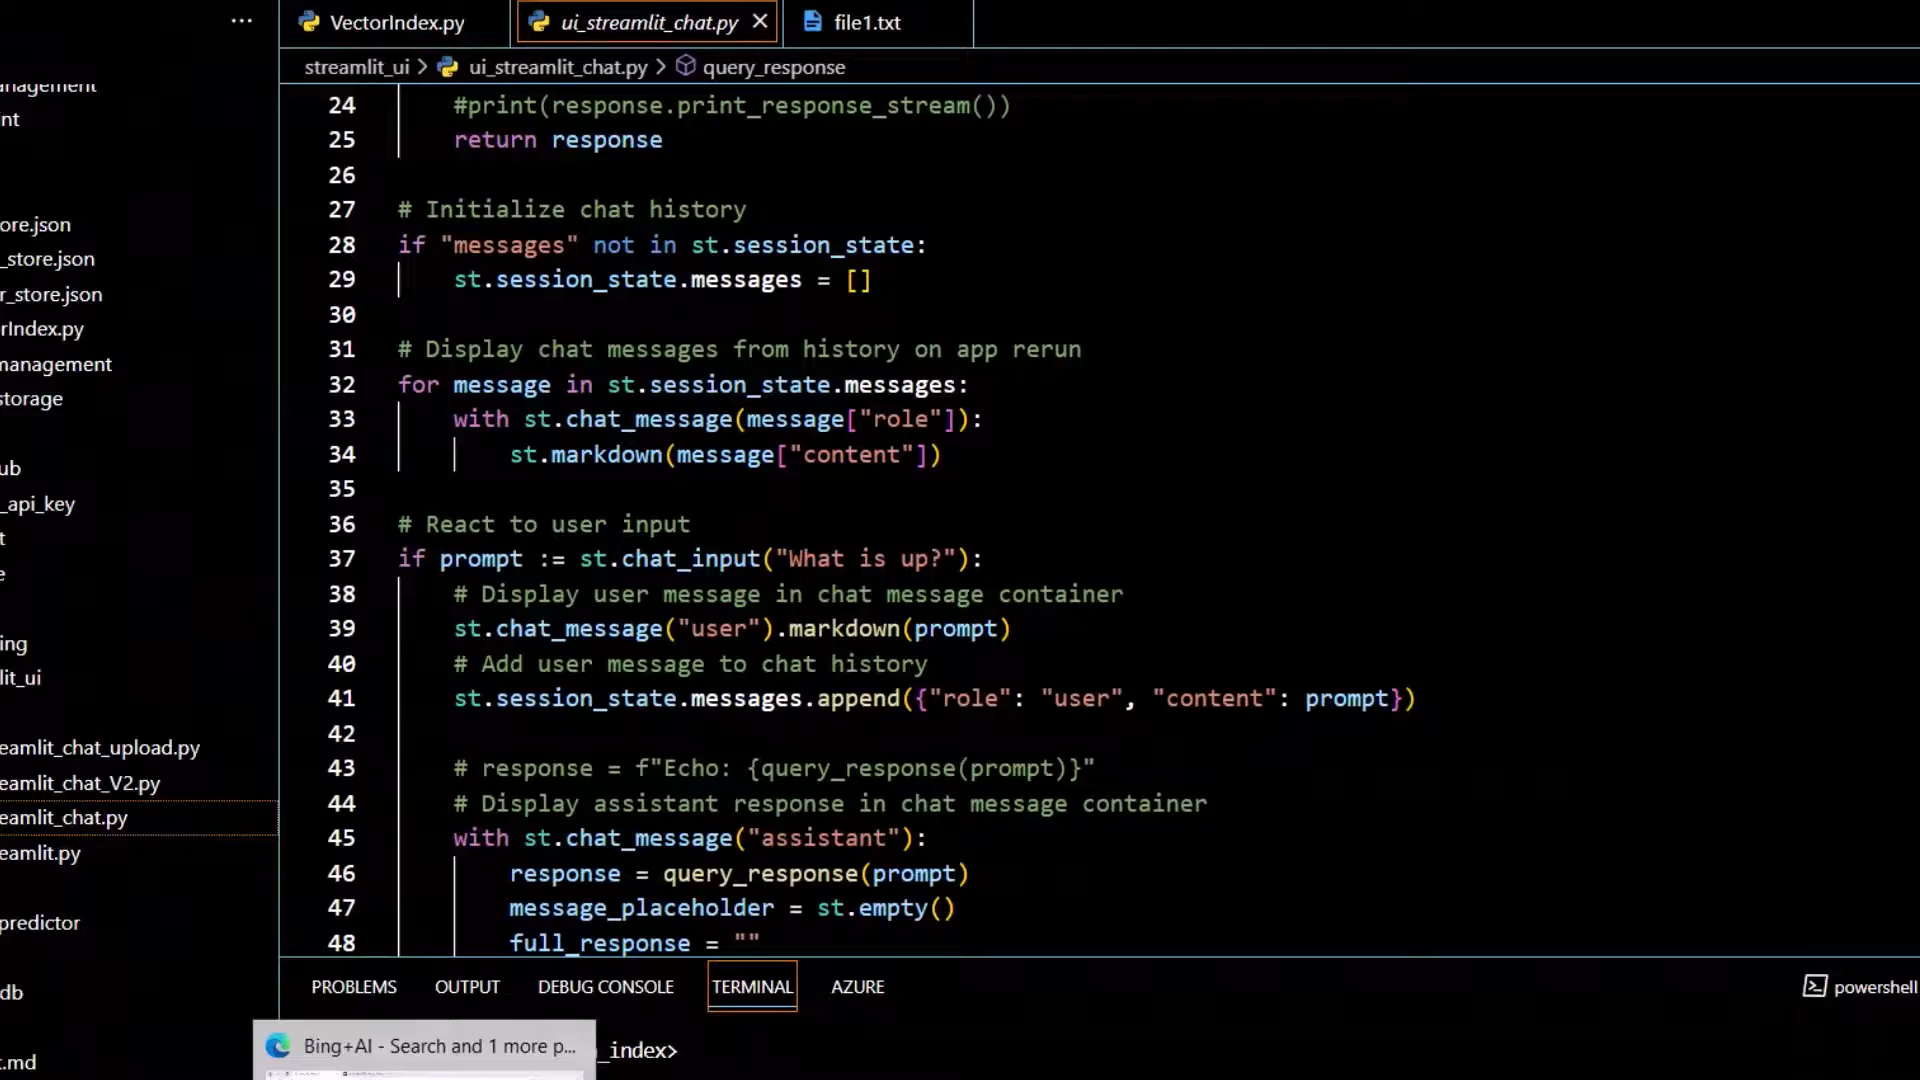 ...
VectorIndex.py
ui_streamlit_chat.py
file1.txt
streamlit_ui > ui_streamlit_chat.py > query_response
anagement
nt
ore.json
_store.json
r_store.json
rIndex.py
management
storage
ub
_api_key
t
e
ing
lit_ui
eamlit_chat_upload.py
eamlit_chat_V2.py
eamlit_chat.py
eamlit.py
predictor
db
t.md
24 #print(response.print_response_stream())
25 return response
26
27 # Initialize chat history
28 if "messages" not in st.session_state:
29 st.session_state.messages = []
30
31 # Display chat messages from history on app rerun
32 for message in st.session_state.messages:
33 with st.chat_message(message["role"]):
34 st.markdown(message["content"])
35
36 # React to user input
37 if prompt := st.chat_input("What is up?"):
38 # Display user message in chat message container
39 st.chat_message("user").markdown(prompt)
40 # Add user message to chat history
41 st.session_state.messages.append({"role": "user", "content": prompt})
42
43 # response = f"Echo: {query_response(prompt)}"
44 # Display assistant response in chat message container
45 with st.chat_message("assistant"):
46 response = query_response(prompt)
47 message_placeholder = st.empty()
48 full_response = ""
PROBLEMS OUTPUT DEBUG CONSOLE TERMINAL AZURE
powershell
Bing+AI - Search and 1 more p...
_index>